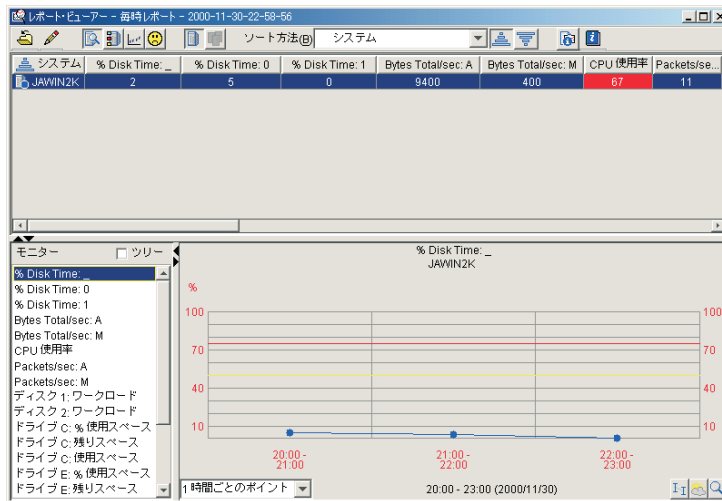 レポート・ビューアー - 毎時レポート - 2000-11-30-22-58-56
ソート方法(B) システム
システム % Disk Time: _ % Disk Time: 0 % Disk Time: 1 Bytes Total/sec: A Bytes Total/sec: M CPU 使用率 Packets/se...
JAWIN2K 2 5 0 9400 400 67 11
モニター ツリー
% Disk Time: _
% Disk Time: 0
% Disk Time: 1
Bytes Total/sec: A
Bytes Total/sec: M
CPU 使用率
Packets/sec: A
Packets/sec: M
ディスク 1: ワークロード
ディスク 2: ワークロード
ドライブ C: % 使用スペース
ドライブ C: 残りスペース
ドライブ C: 使用スペース
ドライブ E: % 使用スペース
ドライブ E: 残りスペース
% Disk Time: _
JAWIN2K
%
100 100
70 70
40 40
10 10
20:00 - 21:00
21:00 - 22:00
22:00 - 23:00
1 時間ごとのポイント
20:00 - 23:00 (2000/11/30)